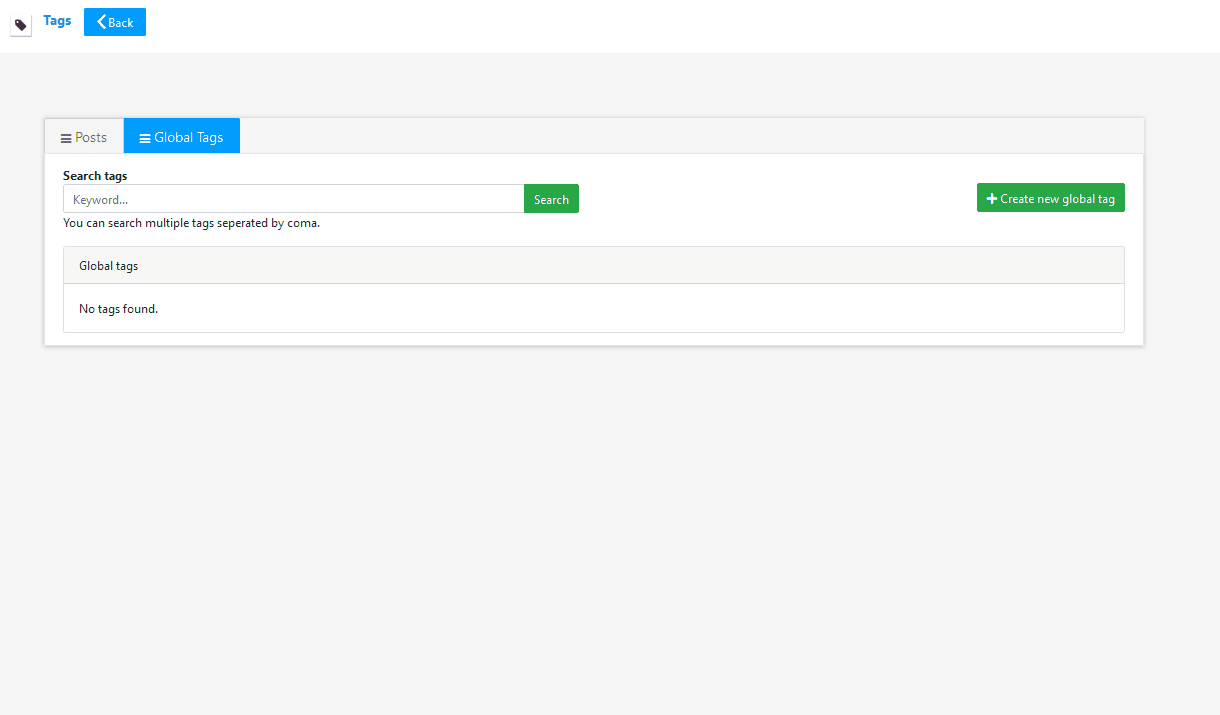 Tags
Back
Posts
Global Tags
Search tags
Keyword...
Search
Create new global tag
You can search multiple tags seperated by coma.
Global tags
No tags found.